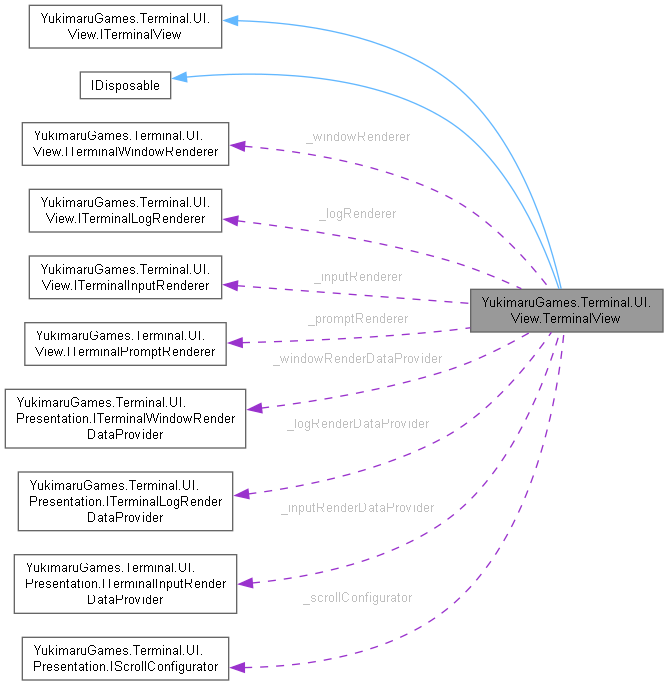 YukimaruGames.Terminal.UI.
View.ITerminalView
IDisposable
YukimaruGames.Terminal.UI.
View.ITerminalWindowRenderer
_windowRenderer
YukimaruGames.Terminal.UI.
View.ITerminalLogRenderer
_logRenderer
YukimaruGames.Terminal.UI.
View.ITerminalInputRenderer
_inputRenderer
YukimaruGames.Terminal.UI.
View.TerminalView
YukimaruGames.Terminal.UI.
View.ITerminalPromptRenderer
_promptRenderer
_windowRenderDataProvider
YukimaruGames.Terminal.UI.
Presentation.ITerminalWindowRender
DataProvider
_logRenderDataProvider
YukimaruGames.Terminal.UI.
Presentation.ITerminalLogRender
DataProvider
_inputRenderDataProvider
YukimaruGames.Terminal.UI.
Presentation.ITerminalInputRender
DataProvider
_scrollConfigurator
YukimaruGames.Terminal.UI.
Presentation.IScrollConfigurator